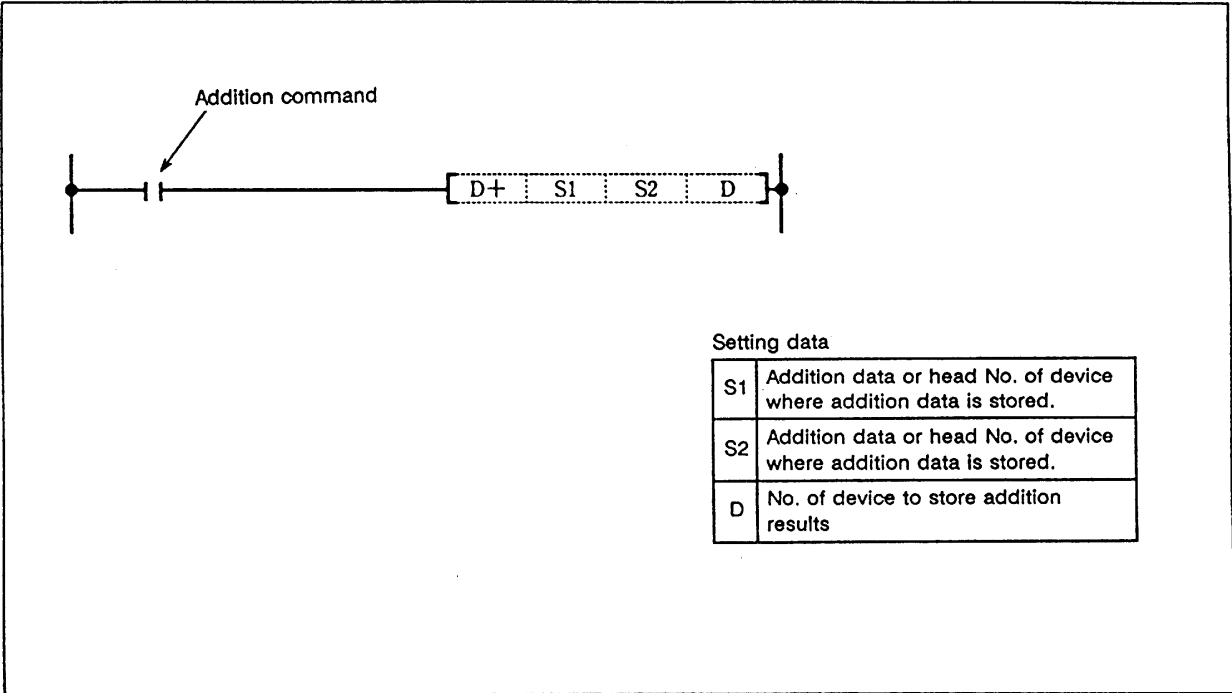 Addition command
D+ S1 S2 D
Setting data
S1 Addition data or head No. of device
where addition data is stored.
S2 Addition data or head No. of device
where addition data is stored.
D No. of device to store addition
results